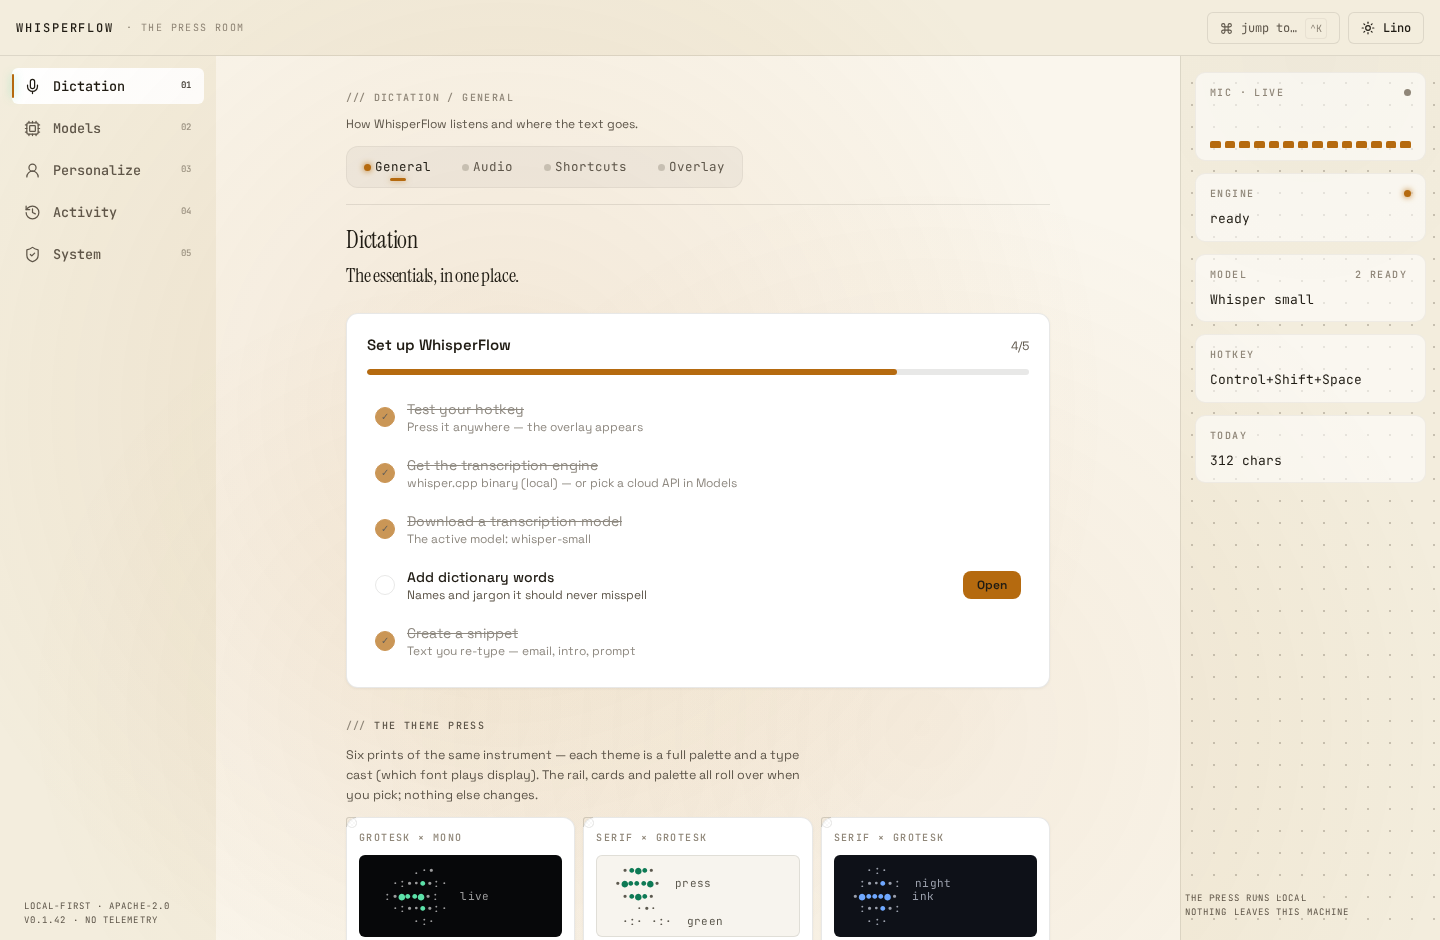 WHISPERFLOW · THE PRESS ROOM
⌘ jump to… ^K
Lino
Dictation 01
Models 02
Personalize 03
Activity 04
System 05
LOCAL-FIRST · APACHE-2.0
V0.1.42 · NO TELEMETRY
/// DICTATION / GENERAL
How WhisperFlow listens and where the text goes.
General Audio Shortcuts Overlay
Dictation
The essentials, in one place.
Set up WhisperFlow 4/5
✓ Test your hotkey
Press it anywhere — the overlay appears
✓ Get the transcription engine
whisper.cpp binary (local) — or pick a cloud API in Models
✓ Download a transcription model
The active model: whisper-small
Add dictionary words
Names and jargon it should never misspell
Open
✓ Create a snippet
Text you re-type — email, intro, prompt
/// THE THEME PRESS
Six prints of the same instrument — each theme is a full palette and a type
cast (which font plays display). The rail, cards and palette all roll over when
you pick; nothing else changes.
GROTESK × MONO
live
SERIF × GROTESK
press
green
SERIF × GROTESK
night
ink
MIC · LIVE
ENGINE
ready
MODEL 2 READY
Whisper small
HOTKEY
Control+Shift+Space
TODAY
312 chars
THE PRESS RUNS LOCAL
NOTHING LEAVES THIS MACHINE